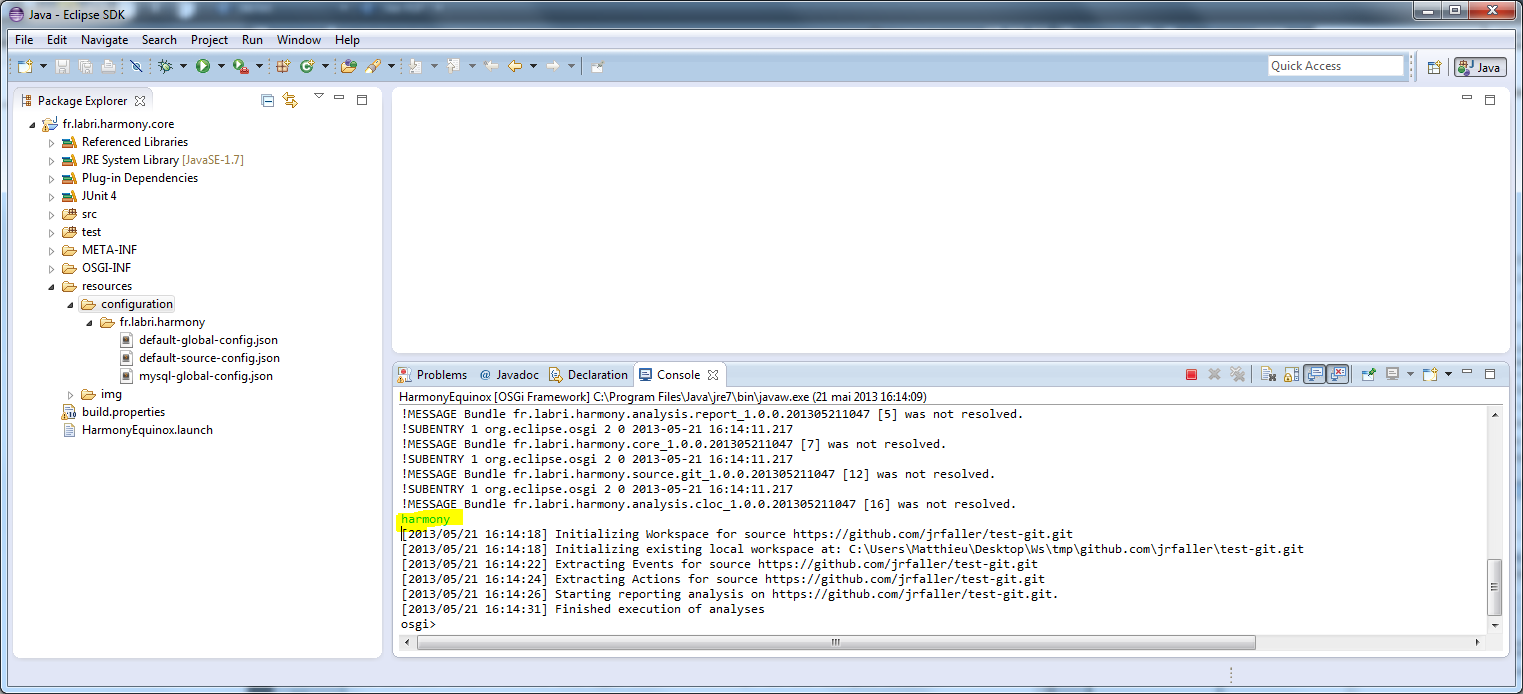 Java - Eclipse SDK
File Edit Navigate Search Project Run Window Help
Quick Access
Java
Package Explorer
fr.labri.harmony.core
Referenced Libraries
JRE System Library [JavaSE-1.7]
Plug-in Dependencies
JUnit 4
src
test
META-INF
OSGI-INF
resources
configuration
fr.labri.harmony
default-global-config.json
default-source-config.json
mysql-global-config.json
img
build.properties
HarmonyEquinox.launch
Problems @ Javadoc Declaration Console
HarmonyEquinox [OSGi Framework] C:\Program Files\Java\jre7\bin\javaw.exe (21 mai 2013 16:14:09)
!MESSAGE Bundle fr.labri.harmony.analysis.report_1.0.0.201305211047 [5] was not resolved.
!SUBENTRY 1 org.eclipse.osgi 2 0 2013-05-21 16:14:11.217
!MESSAGE Bundle fr.labri.harmony.core_1.0.0.201305211047 [7] was not resolved.
!SUBENTRY 1 org.eclipse.osgi 2 0 2013-05-21 16:14:11.217
!MESSAGE Bundle fr.labri.harmony.source.git_1.0.0.201305211047 [12] was not resolved.
!SUBENTRY 1 org.eclipse.osgi 2 0 2013-05-21 16:14:11.217
!MESSAGE Bundle fr.labri.harmony.analysis.cloc_1.0.0.201305211047 [16] was not resolved.
harmony
[2013/05/21 16:14:18] Initializing Workspace for source https://github.com/jrfaller/test-git.git
[2013/05/21 16:14:18] Initializing existing local workspace at: C:\Users\Matthieu\Desktop\Ws\tmp\github.com\jrfaller\test-git.git
[2013/05/21 16:14:22] Extracting Events for source https://github.com/jrfaller/test-git.git
[2013/05/21 16:14:24] Extracting Actions for source https://github.com/jrfaller/test-git.git
[2013/05/21 16:14:26] Starting reporting analysis on https://github.com/jrfaller/test-git.git.
[2013/05/21 16:14:31] Finished execution of analyses
osgi>